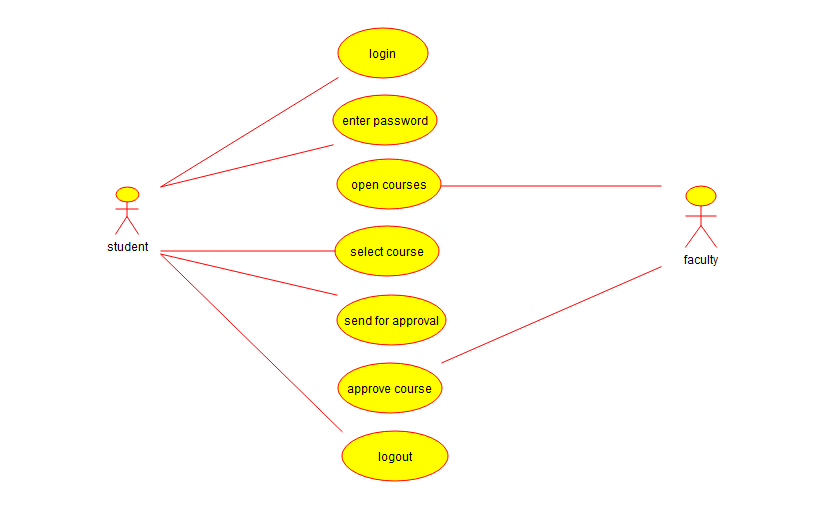 login
enter password
open courses
student
select course
faculty
send for approval
approve course
logout